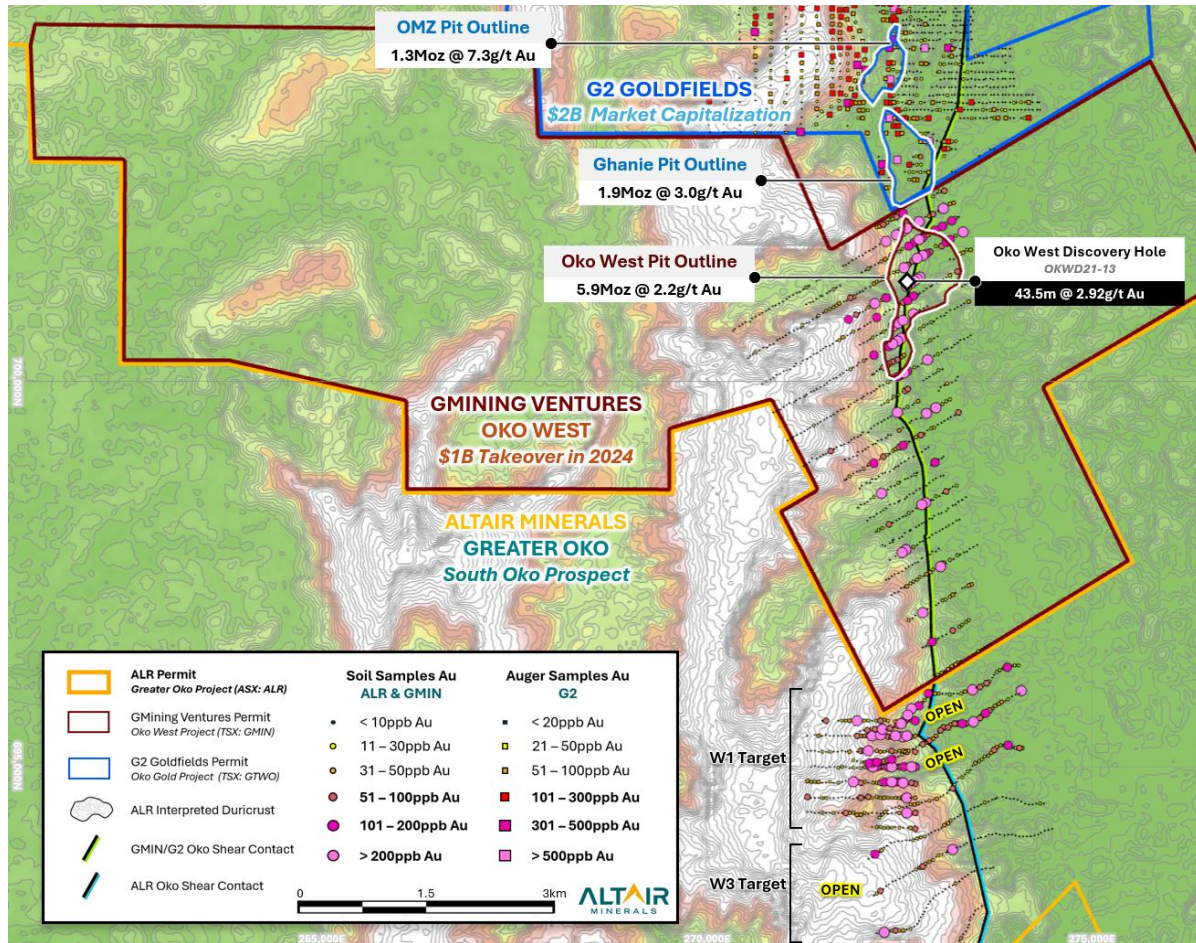 OMZ Pit Outline
1.3Moz @ 7.3g/t Au
G2 GOLDFIELDS
$2B Market Capitalization
Ghanie Pit Outline
1.9Moz @ 3.0g/t Au
Oko West Pit Outline
5.9Moz @ 2.2g/t Au
Oko West Discovery Hole
OKWD21-13
43.5m @ 2.92g/t Au
700,000N
GMINING VENTURES
OKO WEST
$1B Takeover in 2024
ALTAIR MINERALS
GREATER OKO
South Oko Prospect
OPEN
OPEN
W1 Target
695,000N
W3 Target
OPEN
ALR Permit
Greater Oko Project (ASX: ALR)
GMining Ventures Permit
Oko West Project (TSX: GMIN)
G2 Goldfields Permit
Oko Gold Project (TSX: GTWO)
ALR Interpreted Duricrust
GMIN/G2 Oko Shear Contact
ALR Oko Shear Contact
Soil Samples Au
ALR & GMIN
< 10ppb Au
11 – 30ppb Au
31 – 50ppb Au
51 – 100ppb Au
101 – 200ppb Au
> 200ppb Au
Auger Samples Au
G2
< 20ppb Au
21 – 50ppb Au
51 – 100ppb Au
101 – 300ppb Au
301 – 500ppb Au
> 500ppb Au
0 1.5 3km
ALTAIR
MINERALS
265,000E
270,000E
275,000E